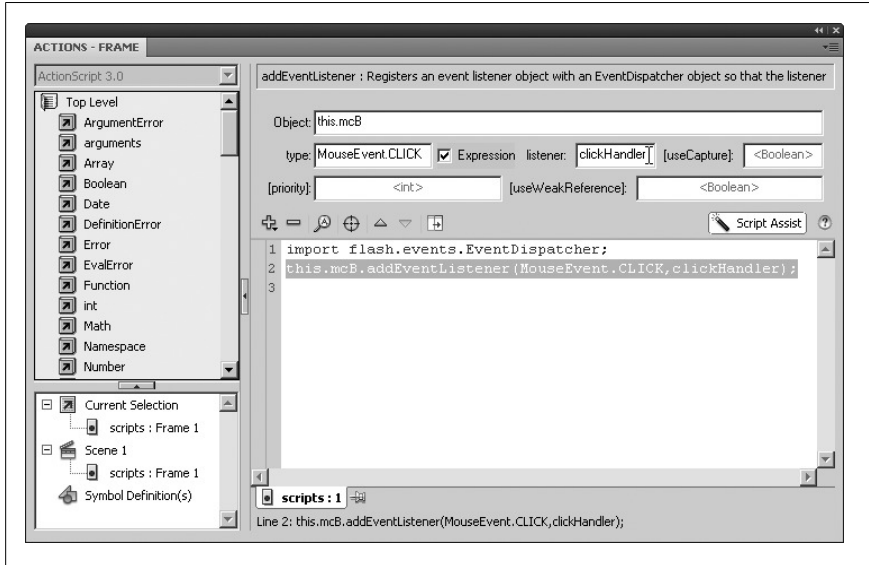 ACTIONS - FRAME
ActionScript 3.0
Top Level
ArgumentError
arguments
Array
Boolean
Date
DefinitionError
Error
EvalError
Function
int
Math
Namespace
Number
Current Selection
scripts : Frame 1
Scene 1
scripts : Frame 1
Symbol Definition(s)
addEventListener : Registers an event listener object with an EventDispatcher object so that the listener
Object: this.mcB
type: MouseEvent.CLICK Expression listener: clickHandler [useCapture]: <Boolean>
[priority]: <int> [useWeakReference]: <Boolean>
Script Assist
1 import flash.events.EventDispatcher;
2 this.mcB.addEventListener(MouseEvent.CLICK,clickHandler);
3
scripts : 1
Line 2: this.mcB.addEventListener(MouseEvent.CLICK,clickHandler);